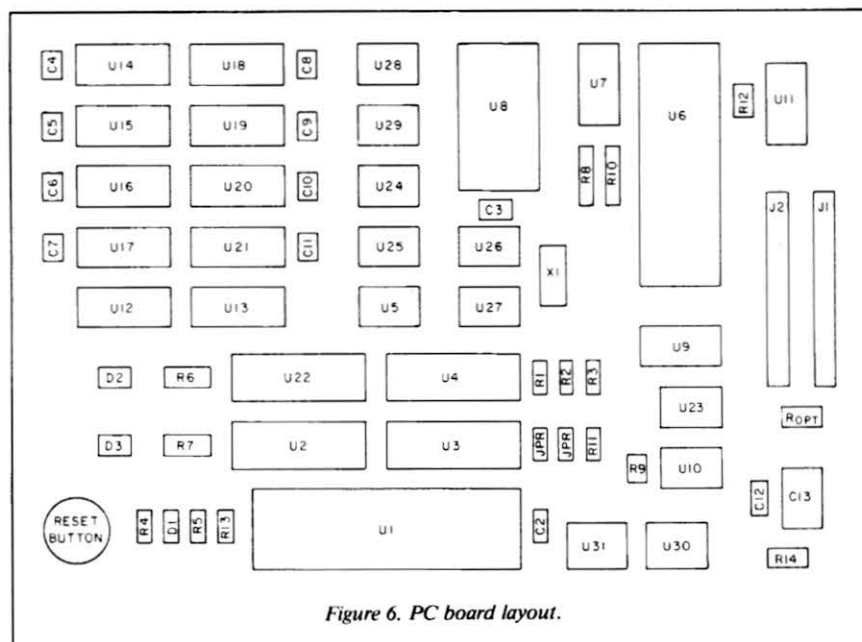 C4 U14 U18 C8 U28 U8 U7 U6 R12 U11
C5 U15 U19 C9 U29
C6 U16 U20 C10 U24 R8 R10
C3 J2 J1
C7 U17 U21 C11 U25 U26 X1
U12 U13 U5 U27
U9
D2 R6 U22 U4 R1 R2 R3
U23
ROPT
D3 R7 U2 U3 JPR JPR R11
R9 U10
C12 C13
RESET
BUTTON
R4 D1 R5 R13 U1 C2 U31 U30
R14
Figure 6. PC board layout.